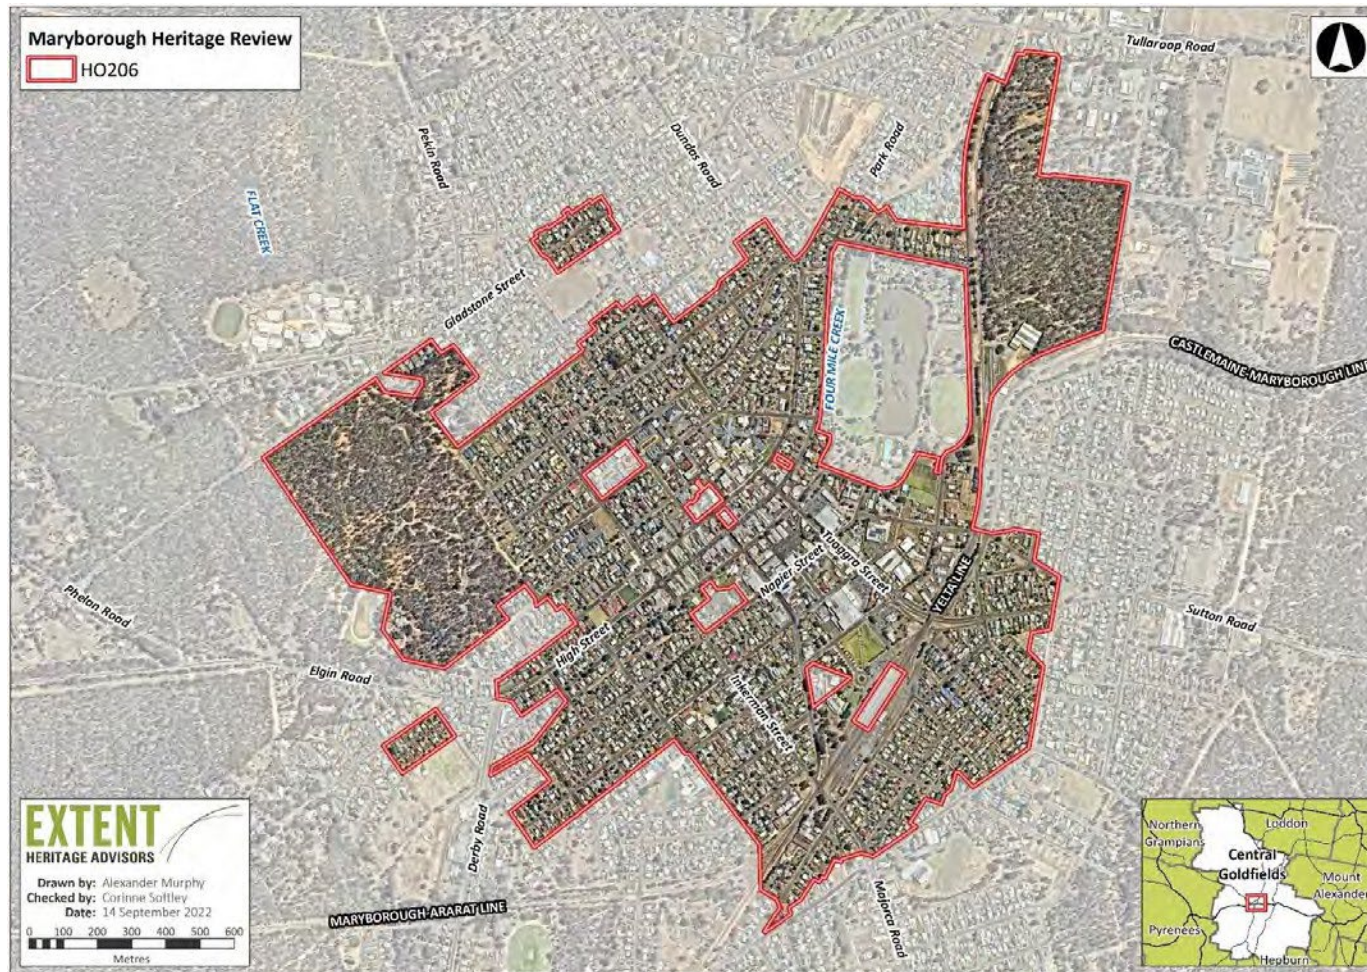 Maryborough Heritage Review
HO206
Tullaroop Road
Pekin Road
Dundas Road
Park Road
FLAT CREEK
Gladstone Street
FOUR MILE CREEK
CASTLEMAINE-MARYBOROUGH LINE
Tuaggra Street
Napier Street
YELTA LINE
Phelan Road
High Street
Sutton Road
Elgin Road
Inkerman Street
Derby Road
Majorca Road
MARYBOROUGH-ARARAT LINE
EXTENT
HERITAGE ADVISORS
Drawn by: Alexander Murphy
Checked by: Corinne Softley
Date: 14 September 2022
0 100 200 300 400 500 600
Metres
Northern
Grampians
Loddon
Central
Goldfields
Mount
Alexander
Pyrenees
Hepburn